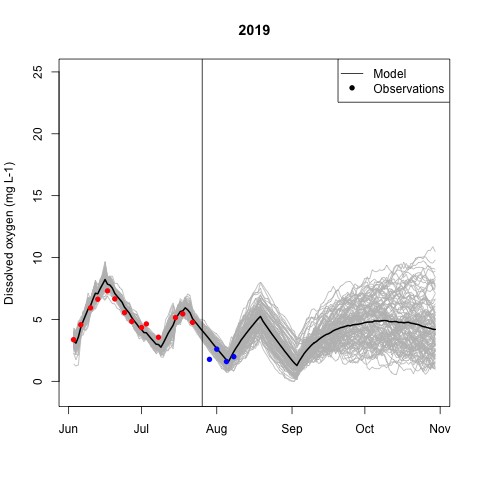 2019
Model
Observations
Dissolved oxygen (mg L-1)
25
20
15
10
5
0
Jun
Jul
Aug
Sep
Oct
Nov